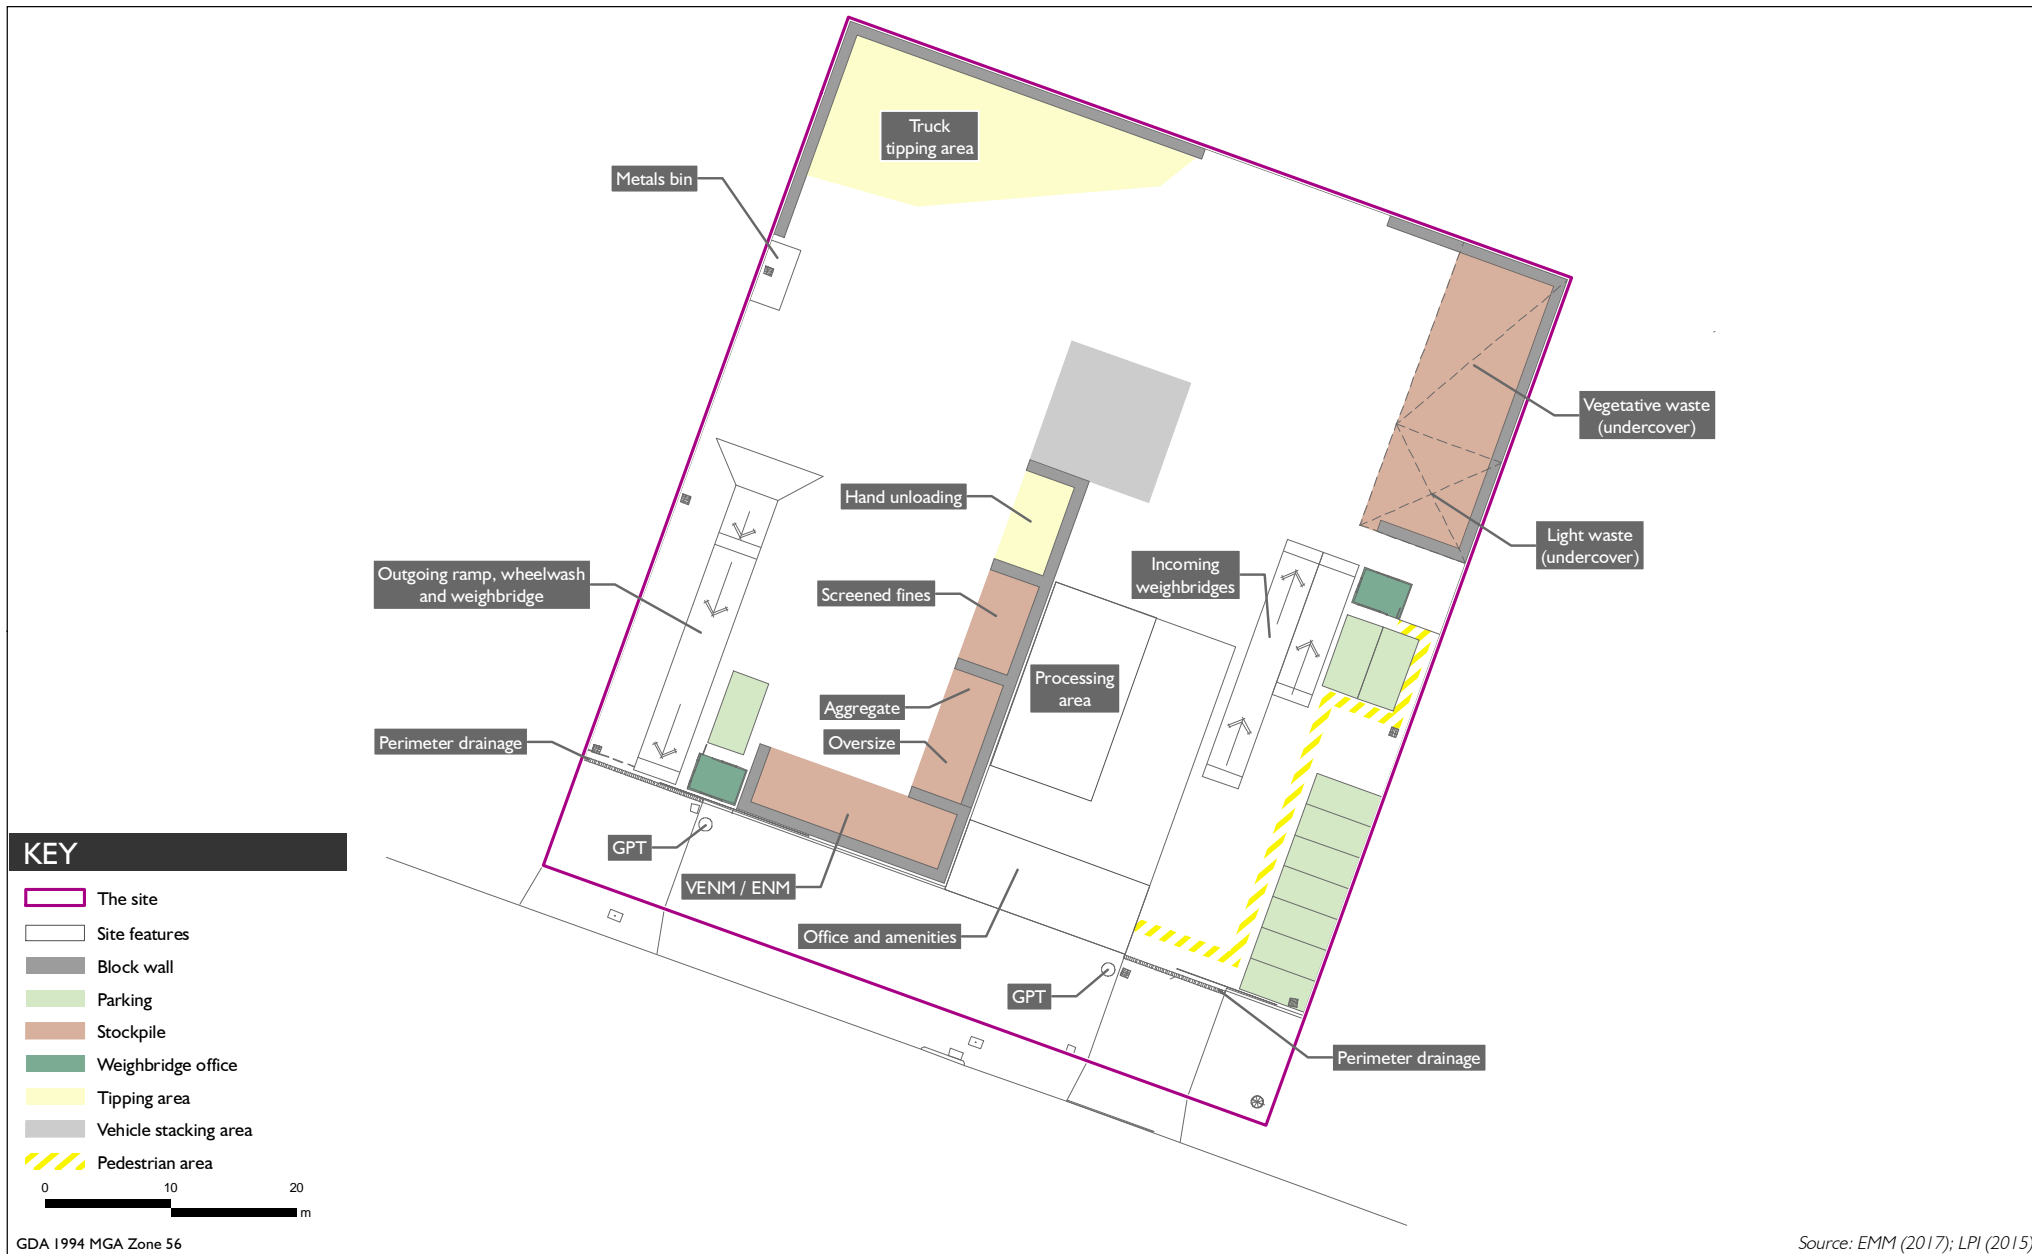 Truck
tipping area
Metals bin
Vegetative waste
(undercover)
Hand unloading
Light waste
(undercover)
Incoming
weighbridges
Outgoing ramp, wheelwash
and weighbridge
Screened fines
Processing
area
Aggregate
Perimeter drainage
Oversize
GPT
VENM / ENM
Office and amenities
GPT
Perimeter drainage
KEY
The site
Site features
Block wall
Parking
Stockpile
Weighbridge office
Tipping area
Vehicle stacking area
Pedestrian area
0 10 20
m
GDA 1994 MGA Zone 56
Source: EMM (2017); LPI (2015)